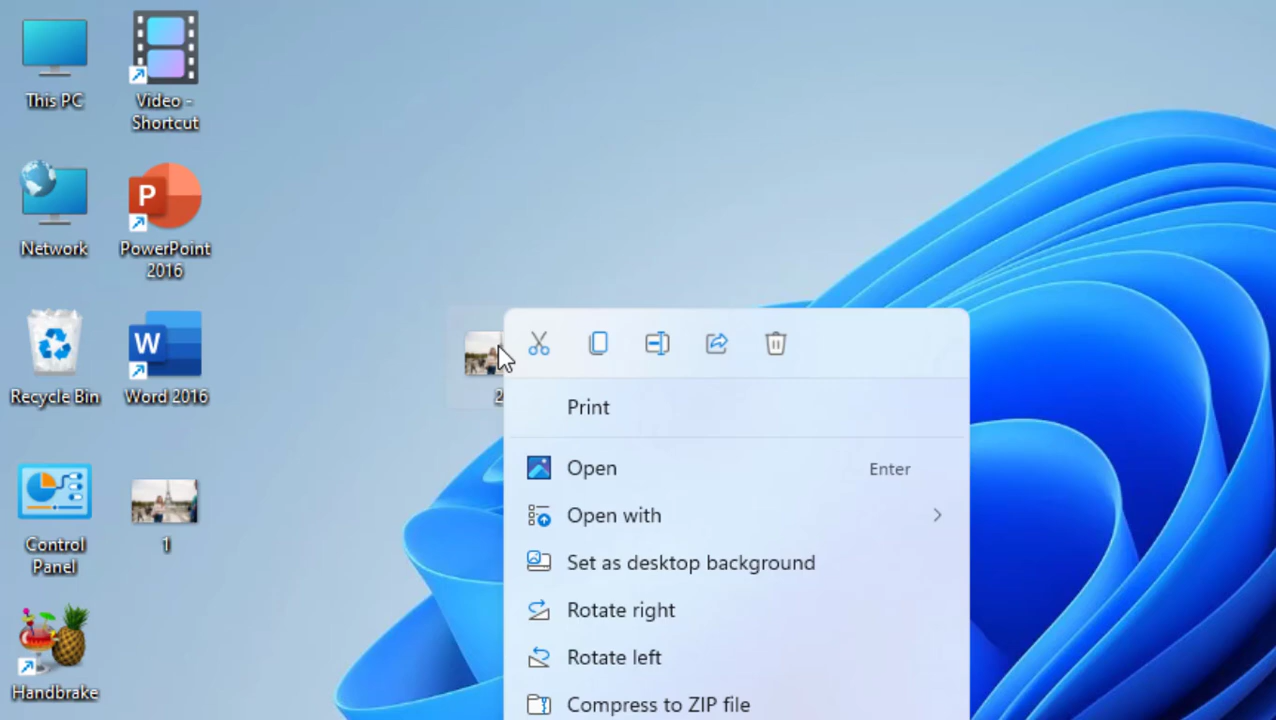 This PC
Video -
Shortcut
Network
PowerPoint
2016
Recycle Bin
Word 2016
Control
Panel
1
Handbrake
2
Print
Open
Enter
Open with
Set as desktop background
Rotate right
Rotate left
Compress to ZIP file
P
W